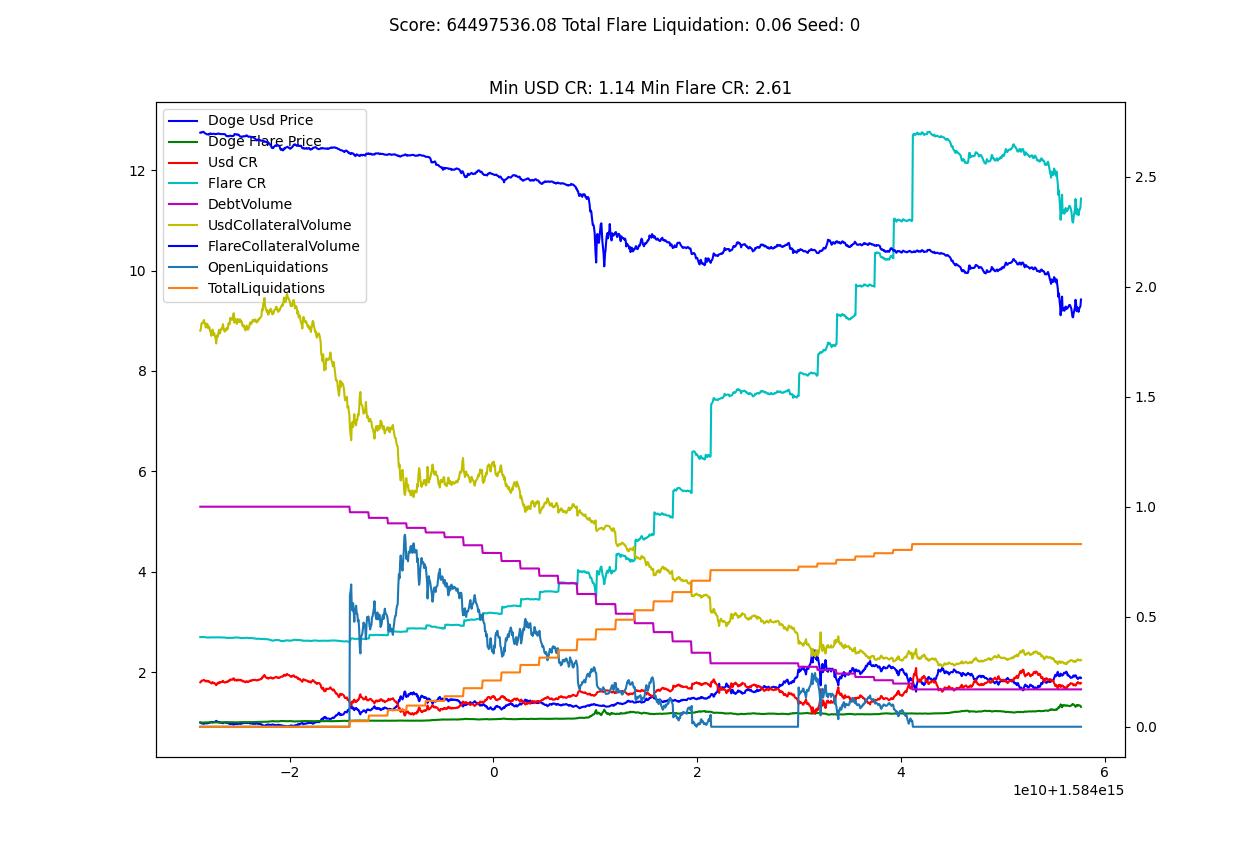 Score: 64497536.08 Total Flare Liquidation: 0.06 Seed: 0
Min USD CR: 1.14 Min Flare CR: 2.61
Doge Usd Price
Doge Flare Price
Usd CR
Flare CR
DebtVolume
UsdCollateralVolume
FlareCollateralVolume
OpenLiquidations
TotalLiquidations
12
10
8
6
4
2
2.5
2.0
1.5
1.0
0.5
0.0
−2
0
2
4
6
1e10+1.584e15